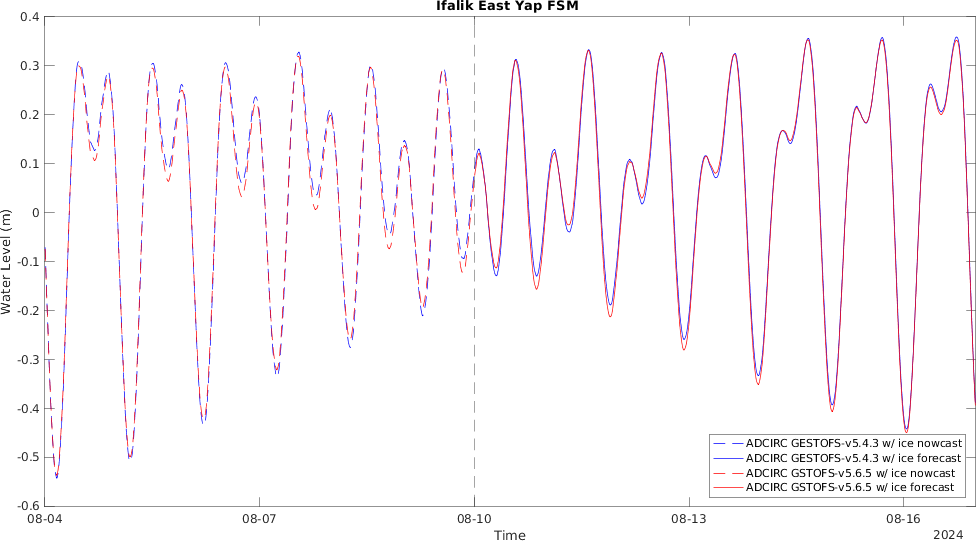 Ifalik East Yap FSM
0.4
0.3
0.2
0.1
0
-0.1
-0.2
-0.3
-0.4
-0.5
-0.6
Water Level (m)
ADCIRC GESTOFS-v5.4.3 w/ ice nowcast
ADCIRC GESTOFS-v5.4.3 w/ ice forecast
ADCIRC GSTOFS-v5.6.5 w/ ice nowcast
ADCIRC GSTOFS-v5.6.5 w/ ice forecast
08-04 08-07 08-10 08-13 08-16
Time
2024